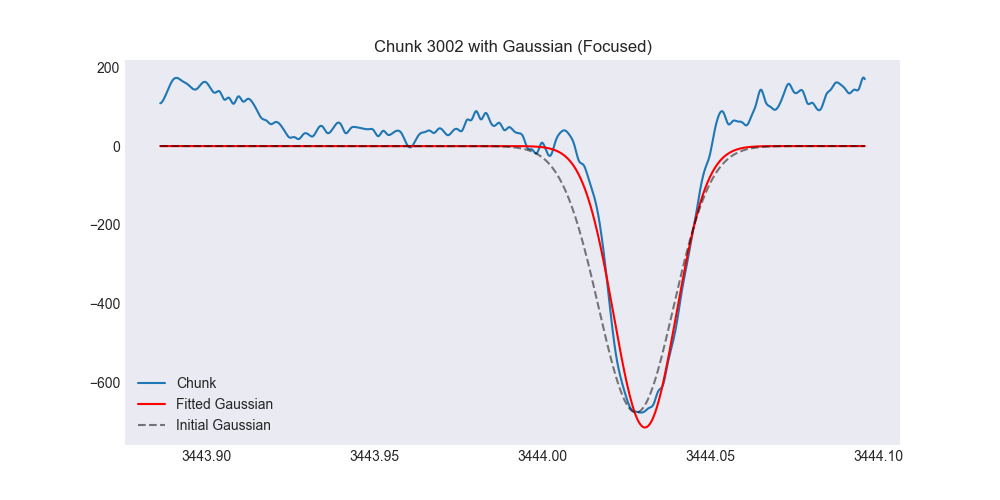 Chunk 3002 with Gaussian (Focused)
200
0
−200
−400
−600
Chunk
Fitted Gaussian
Initial Gaussian
3443.90 3443.95 3444.00 3444.05 3444.10